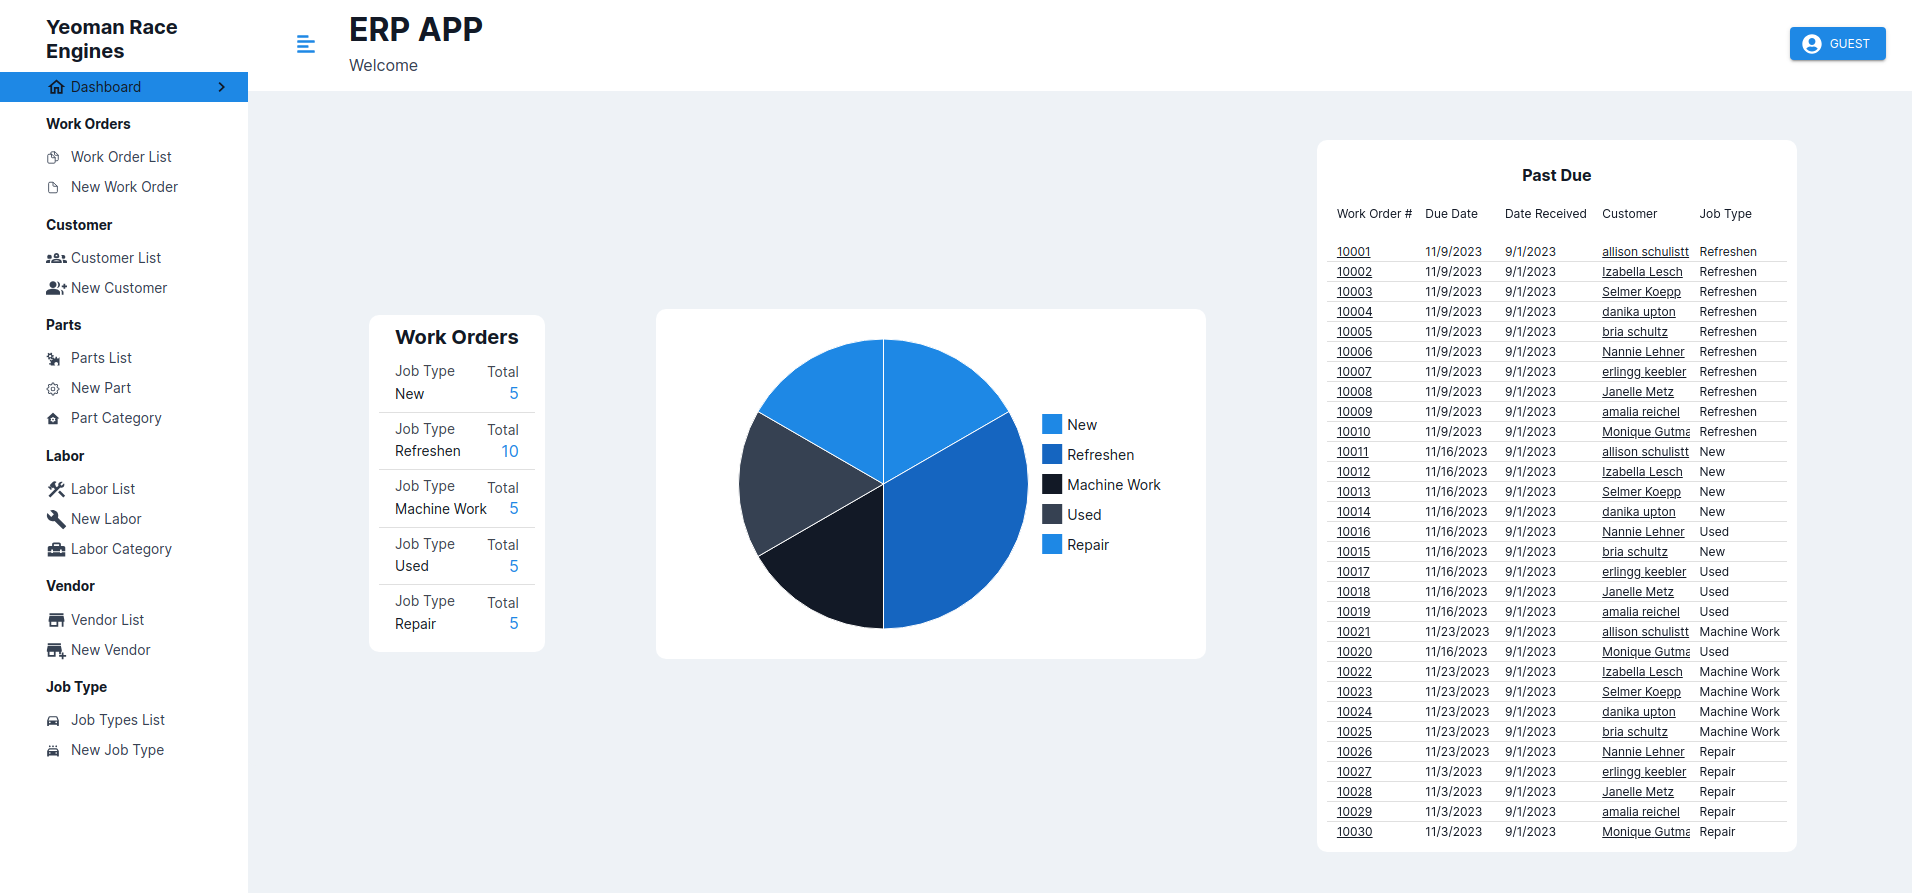 Yeoman Race
Engines
Dashboard
Work Orders
Work Order List
New Work Order
Customer
Customer List
New Customer
Parts
Parts List
New Part
Part Category
Labor
Labor List
New Labor
Labor Category
Vendor
Vendor List
New Vendor
Job Type
Job Types List
New Job Type
ERP APP
Welcome
GUEST
Work Orders
Job Type Total
New 5
Job Type Total
Refreshen 10
Job Type Total
Machine Work 5
Job Type Total
Used 5
Job Type Total
Repair 5
New
Refreshen
Machine Work
Used
Repair
Past Due
Work Order # Due Date Date Received Customer Job Type
10001 11/9/2023 9/1/2023 allison schulistt Refreshen
10002 11/9/2023 9/1/2023 Izabella Lesch Refreshen
10003 11/9/2023 9/1/2023 Selmer Koepp Refreshen
10004 11/9/2023 9/1/2023 danika upton Refreshen
10005 11/9/2023 9/1/2023 bria schultz Refreshen
10006 11/9/2023 9/1/2023 Nannie Lehner Refreshen
10007 11/9/2023 9/1/2023 erlingg keebler Refreshen
10008 11/9/2023 9/1/2023 Janelle Metz Refreshen
10009 11/9/2023 9/1/2023 amalia reichel Refreshen
10010 11/9/2023 9/1/2023 Monique Gutma Refreshen
10011 11/16/2023 9/1/2023 allison schulistt New
10012 11/16/2023 9/1/2023 Izabella Lesch New
10013 11/16/2023 9/1/2023 Selmer Koepp New
10014 11/16/2023 9/1/2023 danika upton New
10016 11/16/2023 9/1/2023 Nannie Lehner Used
10015 11/16/2023 9/1/2023 bria schultz New
10017 11/16/2023 9/1/2023 erlingg keebler Used
10018 11/16/2023 9/1/2023 Janelle Metz Used
10019 11/16/2023 9/1/2023 amalia reichel Used
10021 11/23/2023 9/1/2023 allison schulistt Machine Work
10020 11/16/2023 9/1/2023 Monique Gutma Used
10022 11/23/2023 9/1/2023 Izabella Lesch Machine Work
10023 11/23/2023 9/1/2023 Selmer Koepp Machine Work
10024 11/23/2023 9/1/2023 danika upton Machine Work
10025 11/23/2023 9/1/2023 bria schultz Machine Work
10026 11/23/2023 9/1/2023 Nannie Lehner Repair
10027 11/3/2023 9/1/2023 erlingg keebler Repair
10028 11/3/2023 9/1/2023 Janelle Metz Repair
10029 11/3/2023 9/1/2023 amalia reichel Repair
10030 11/3/2023 9/1/2023 Monique Gutma Repair